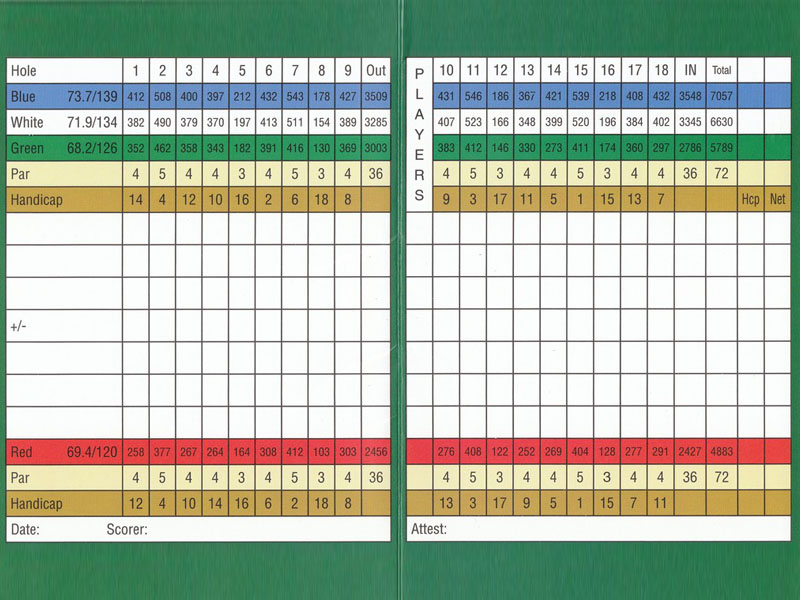 Hole 1 2 3 4 5 6 7 8 9 Out
Blue 73.7/139 412 508 400 397 212 432 543 178 427 3509
White 71.9/134 382 490 379 370 197 413 511 154 389 3285
Green 68.2/126 352 462 358 343 182 391 416 130 369 3003
Par 4 5 4 4 3 4 5 3 4 36
Handicap 14 4 12 10 16 2 6 18 8
+/-
Red 69.4/120 258 377 267 264 164 308 412 103 303 2456
Par 4 5 4 4 3 4 5 3 4 36
Handicap 12 4 10 14 16 6 2 18 8
Date: Scorer:
PLAYERS
10 11 12 13 14 15 16 17 18 IN Total
431 546 186 367 421 539 218 408 432 3548 7057
407 523 166 348 399 520 196 384 402 3345 6630
383 412 146 330 273 411 174 360 297 2786 5789
4 5 3 4 4 5 3 4 4 36 72
9 3 17 11 5 1 15 13 7 Hcp Net
276 408 122 252 269 404 128 277 291 2427 4883
4 5 3 4 4 5 3 4 4 36 72
13 3 17 9 5 1 15 7 11
Attest: